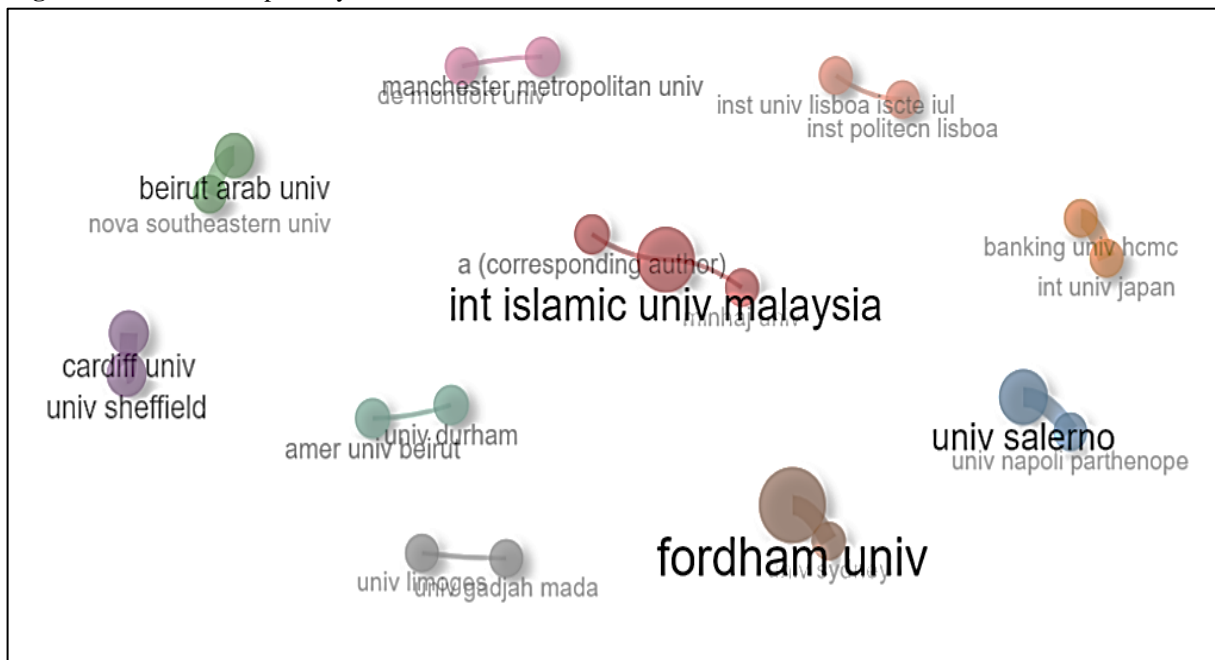 manchester metropolitan univ
de montfort univ
inst univ lisboa iscte iul
inst politecn lisboa
beirut arab univ
nova southeastern univ
banking univ hcmc
int univ japan
a (corresponding author)
int islamic univ malaysia
minhaj univ
cardiff univ
univ sheffield
univ durham
amer univ beirut
univ salerno
univ napoli parthenope
fordham univ
univ sydney
univ limoges
univ gadjah mada